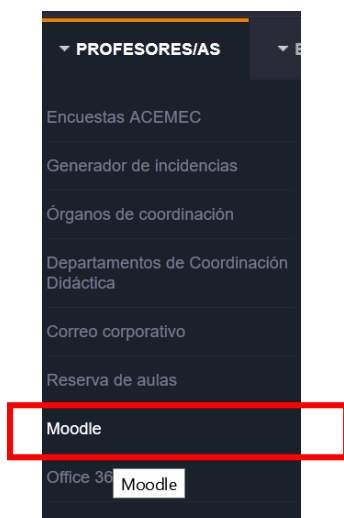 PROFESORES/AS
Encuestas ACEMEC
Generador de incidencias
Órganos de coordinación
Departamentos de Coordinación
Didáctica
Correo corporativo
Reserva de aulas
Moodle
Office 36
Moodle